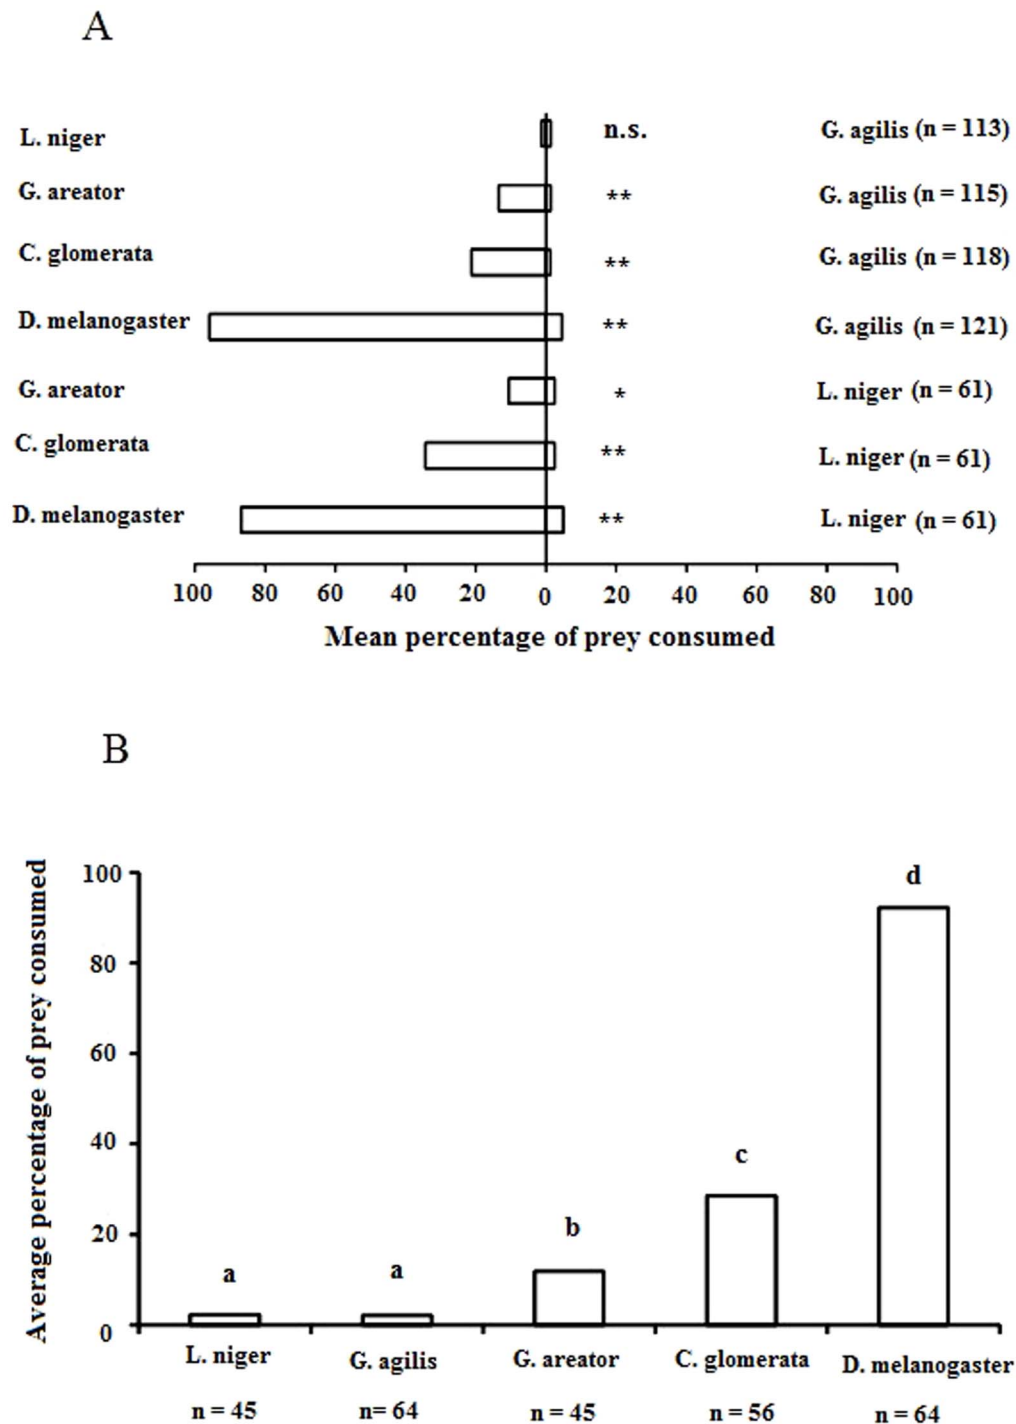 A
L. niger n.s. G. agilis (n = 113)
G. areator ** G. agilis (n = 115)
C. glomerata ** G. agilis (n = 118)
D. melanogaster ** G. agilis (n = 121)
G. areator * L. niger (n = 61)
C. glomerata ** L. niger (n = 61)
D. melanogaster ** L. niger (n = 61)
100 80 60 40 20 0 20 40 60 80 100
Mean percentage of prey consumed
B
Average percentage of prey consumed
100
80
60
40
20
0
a a b c d
L. niger G. agilis G. areator C. glomerata D. melanogaster
n = 45 n= 64 n = 45 n = 56 n = 64